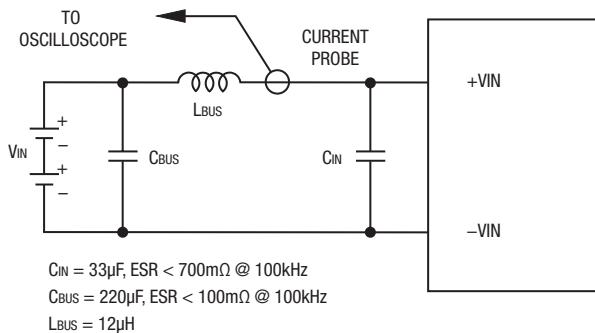 TO
OSCILLOSCOPE
CURRENT
PROBE
+VIN
LBUS
+
−
+
−
VIN
CBUS
CIN
−VIN
CIN = 33μF, ESR < 700mΩ @ 100kHz
CBUS = 220μF, ESR < 100mΩ @ 100kHz
LBUS = 12μH